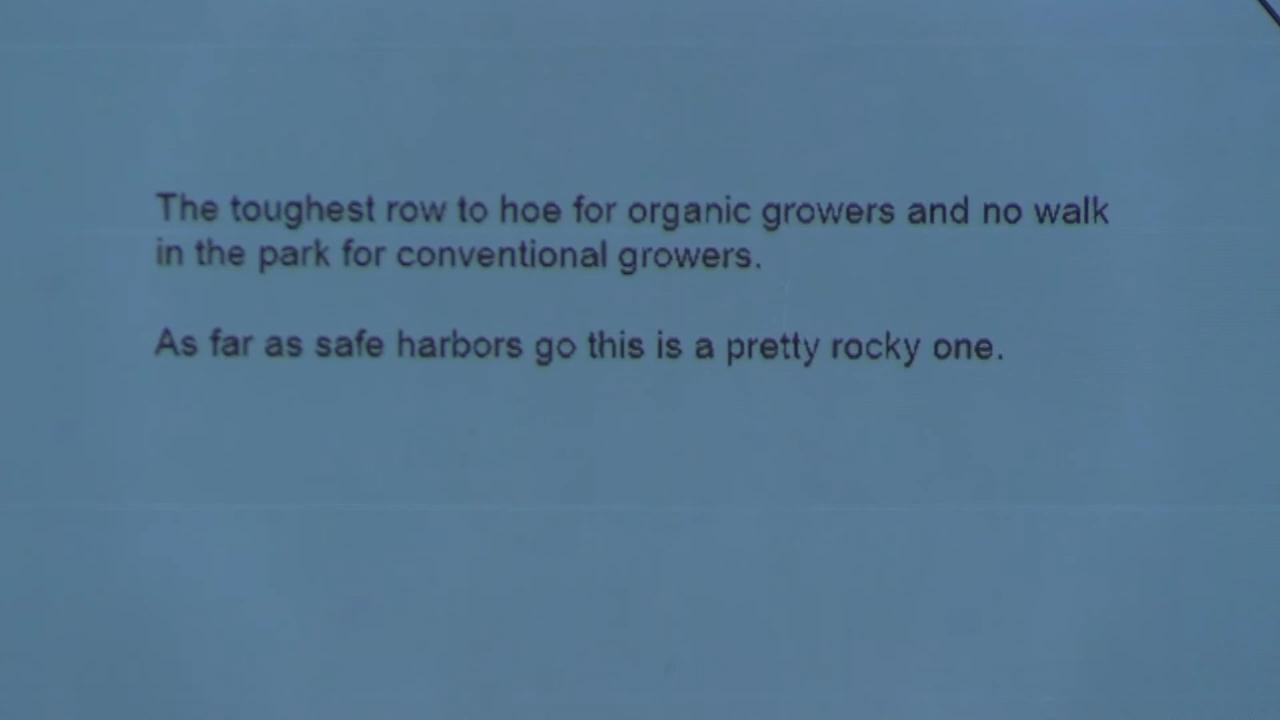 The toughest row to hoe for organic growers and no walk
in the park for conventional growers.
As far as safe harbors go this is a pretty rocky one.